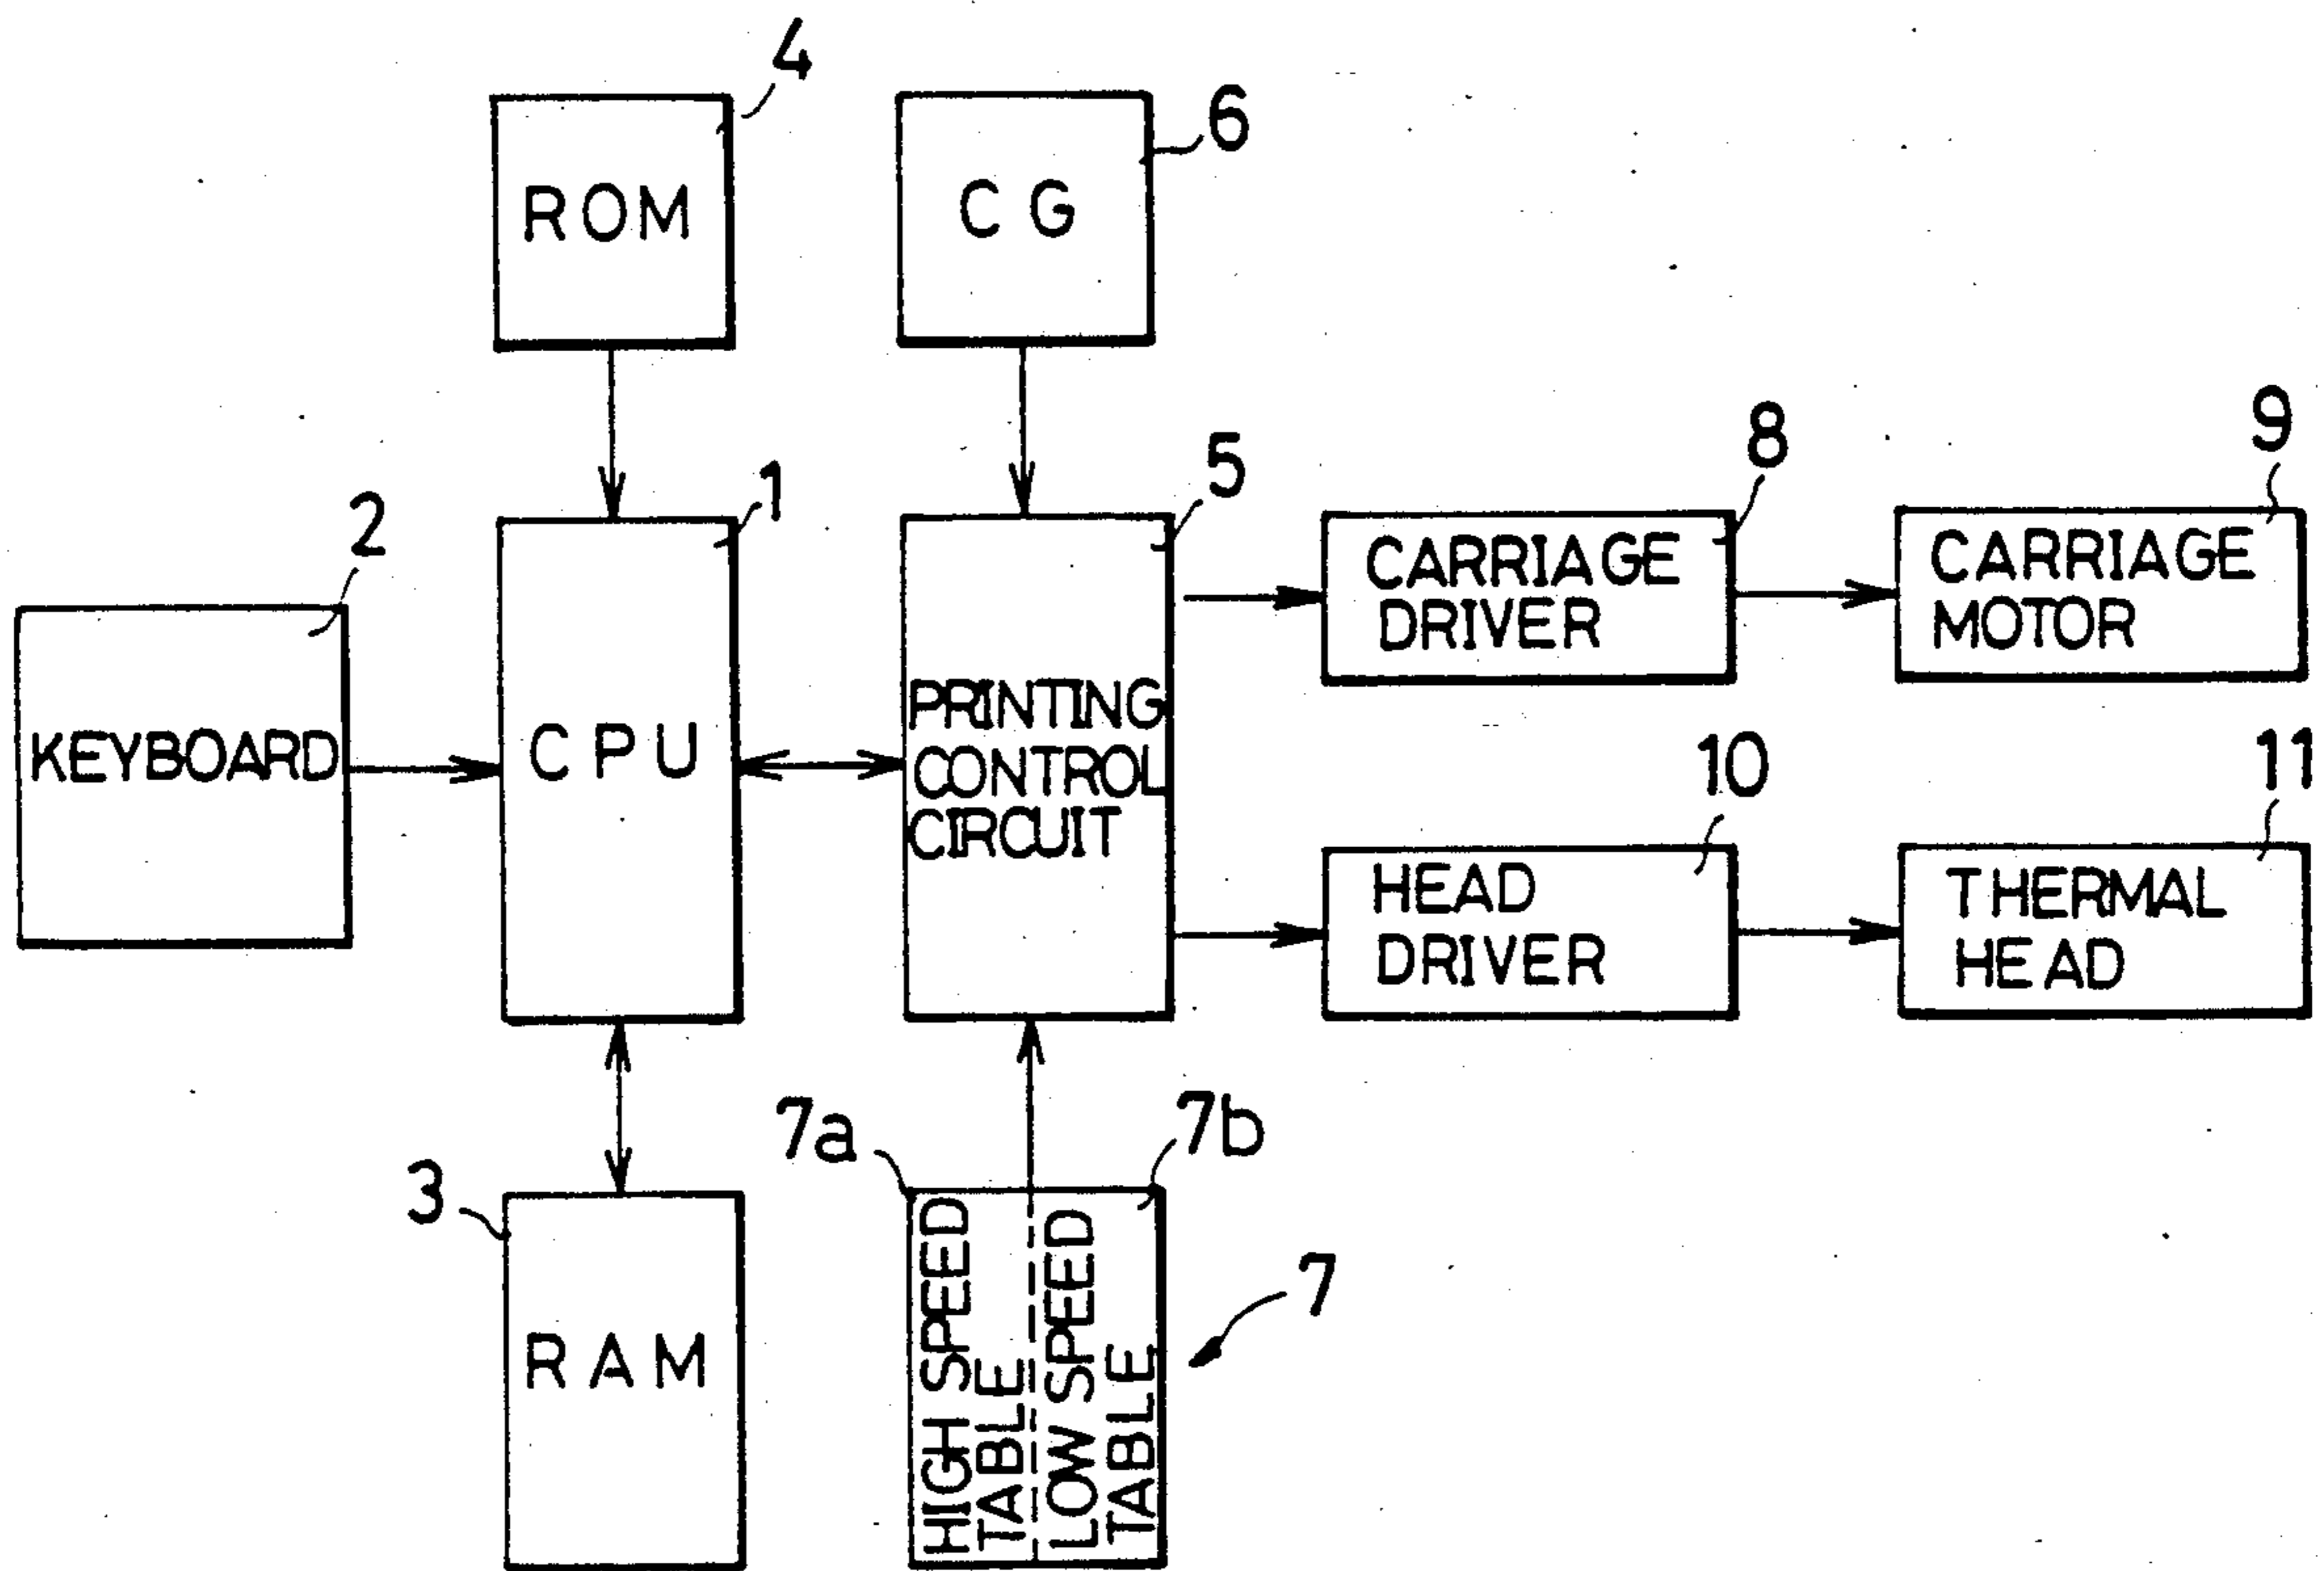 4
6
ROM
CG
1
5
8
9
2
CARRIAGE
DRIVER
CARRIAGE
MOTOR
KEYBOARD
CPU
PRINTING
CONTROL
CIRCUIT
10
11
HEAD
DRIVER
THERMAL
HEAD
3
7a
7b
7
RAM
HIGH SPEED
TABLE
LOW SPEED
TABLE